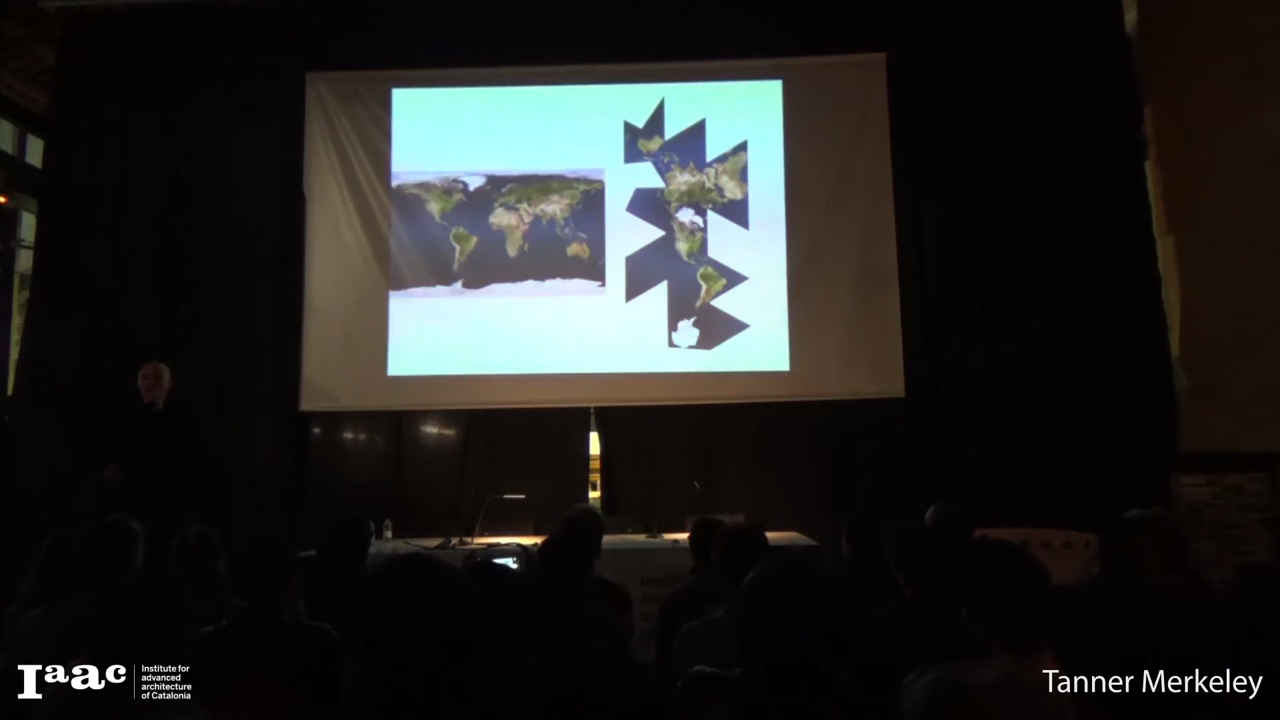 Iaac
Institute for
advanced
architecture
of Catalonia
Tanner Merkeley